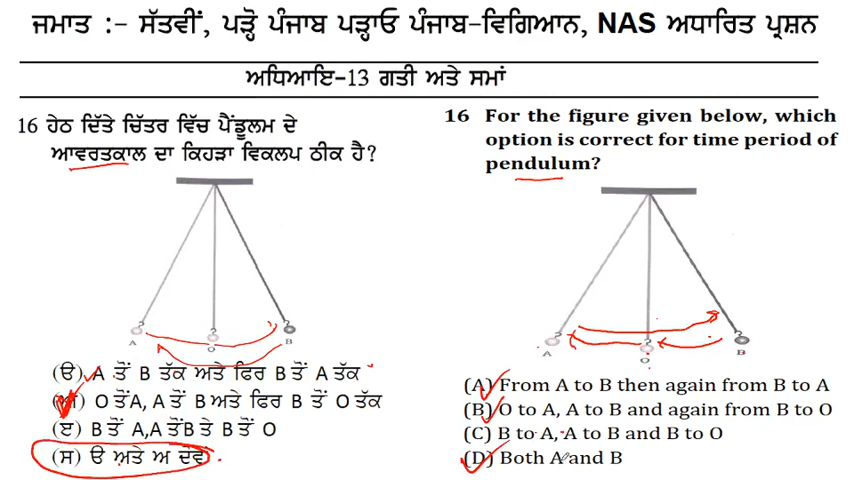 ਜਮਾਤ :- ਸੱਤਵੀਂ, ਪੜ੍ਹੋ ਪੰਜਾਬ ਪੜ੍ਹਾਓ ਪੰਜਾਬ-ਵਿਗਿਆਨ, NAS ਅਧਾਰਿਤ ਪ੍ਰਸ਼ਨ
ਅਧਿਆਇ-13 ਗਤੀ ਅਤੇ ਸਮਾਂ
16 ਹੇਠ ਦਿੱਤੇ ਚਿੱਤਰ ਵਿੱਚ ਪੈਂਡੂਲਮ ਦੇ
ਆਵਰਤਕਾਲ ਦਾ ਕਿਹੜਾ ਵਿਕਲਪ ਠੀਕ ਹੈ?
A O B
(ੳ) A ਤੋਂ B ਤੱਕ ਅਤੇ ਫਿਰ B ਤੋਂ A ਤੱਕ
(ਅ) O ਤੋਂA, A ਤੋਂ B ਅਤੇ ਫਿਰ B ਤੋਂ O ਤੱਕ
(ੲ) B ਤੋਂ A,A ਤੋਂB ਤੇ B ਤੋਂ O
(ਸ) ੳ ਅਤੇ ਅ ਦੋਵੇਂ
16 For the figure given below, which
option is correct for time period of
pendulum?
A O B
(A) From A to B then again from B to A
(B) O to A, A to B and again from B to O
(C) B to A, A to B and B to O
(D) Both A and B